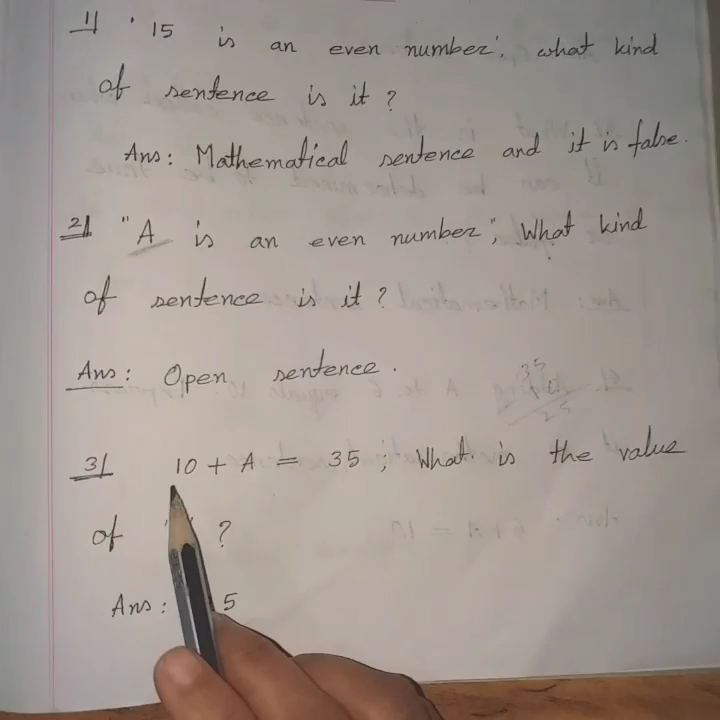 1| '15 is an even number', what kind
of sentence is it?
Ans: Mathematical sentence and it is false.
2| "A is an even number", What kind
of sentence is it?
Ans: Open sentence.
35
25
3| 10 + A = 35 ; What is the value
of ?
Ans: 5